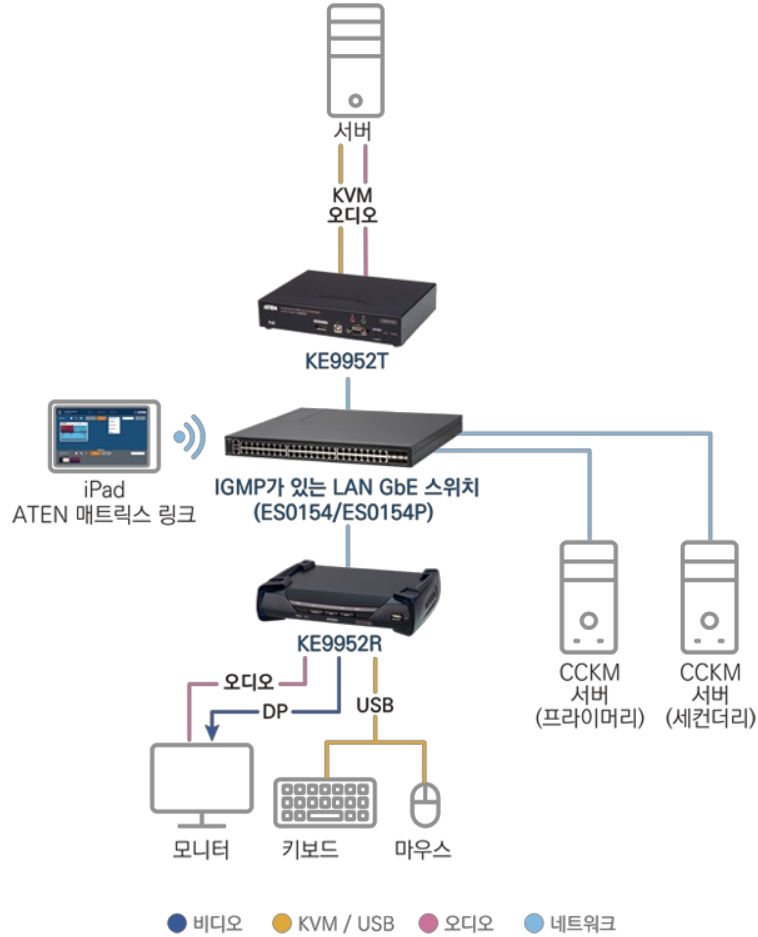 서버
KVM
오디오
ATEN
KE9952T
iPad
ATEN 매트릭스 링크
IGMP가 있는 LAN GbE 스위치
(ES0154/ES0154P)
KE9952R
오디오
DP
USB
CCKM
서버
(프라이머리)
CCKM
서버
(세컨더리)
모니터
키보드
마우스
비디오
KVM / USB
오디오
네트워크